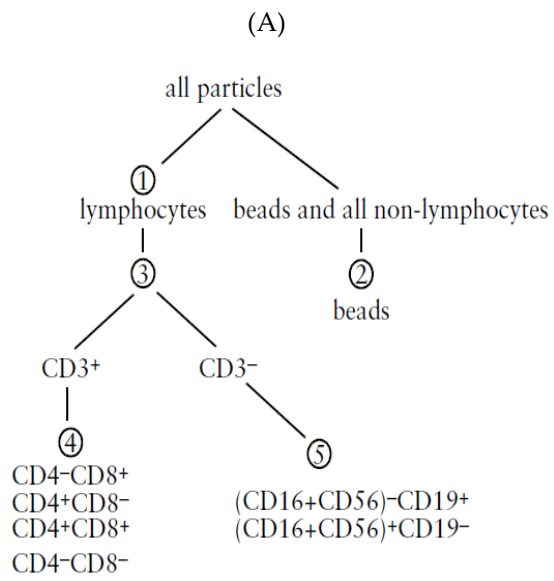 (A)
all particles
①
lymphocytes beads and all non-lymphocytes
③ ②
beads
CD3⁺ CD3⁻
④ ⑤
CD4⁻CD8⁺
CD4⁺CD8⁻ (CD16+CD56)⁻CD19⁺
CD4⁺CD8⁺ (CD16+CD56)⁺CD19⁻
CD4⁻CD8⁻